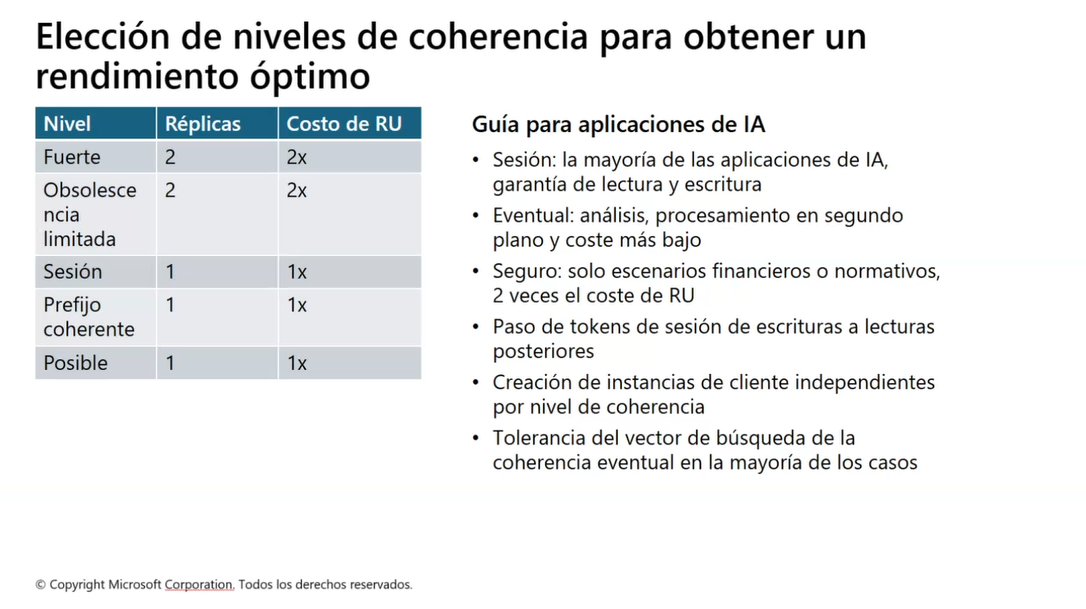 Elección de niveles de coherencia para obtener un
rendimiento óptimo
Nivel Réplicas Costo de RU
Fuerte 2 2x
Obsolesce 2 2x
ncia
limitada
Sesión 1 1x
Prefijo 1 1x
coherente
Posible 1 1x
Guía para aplicaciones de IA
• Sesión: la mayoría de las aplicaciones de IA,
garantía de lectura y escritura
• Eventual: análisis, procesamiento en segundo
plano y coste más bajo
• Seguro: solo escenarios financieros o normativos,
2 veces el coste de RU
• Paso de tokens de sesión de escrituras a lecturas
posteriores
• Creación de instancias de cliente independientes
por nivel de coherencia
• Tolerancia del vector de búsqueda de la
coherencia eventual en la mayoría de los casos
© Copyright Microsoft Corporation. Todos los derechos reservados.